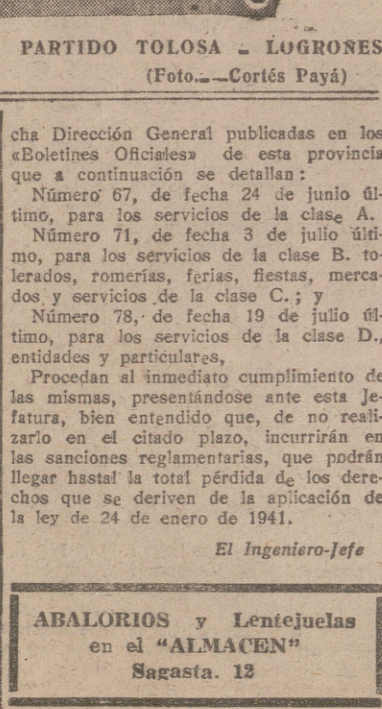 PARTIDO TOLOSA - LOGROÑES
(Foto.—Cortés Payá)
cha Dirección General publicadas en los
«Boletines Oficiales» de esta provincia
que a continuación se detallan:
Número 67, de fecha 24 de junio úl-
timo, para los servicios de la clase A.
Número 71, de fecha 3 de julio últi-
mo, para los servicios de la clase B. to-
lerados, romerías, ferias, fiestas, merca-
dos y servicios de la clase C.; y
Número 78, de fecha 19 de julio úl-
timo, para los servicios de la clase D.,
entidades y particulares,
Procedan al inmediato cumplimiento de
las mismas, presentándose ante esta Je-
fatura, bien entendido que, de no reali-
zarlo en el citado plazo, incurrirán en
las sanciones reglamentarias, que podrán
llegar hasta la total pérdida de los dere-
chos que se deriven de la aplicación de
la ley de 24 de enero de 1941.
El Ingeniero-Jefe
ABALORIOS y Lentejuelas
en el "ALMACEN"
Sagasta. 12